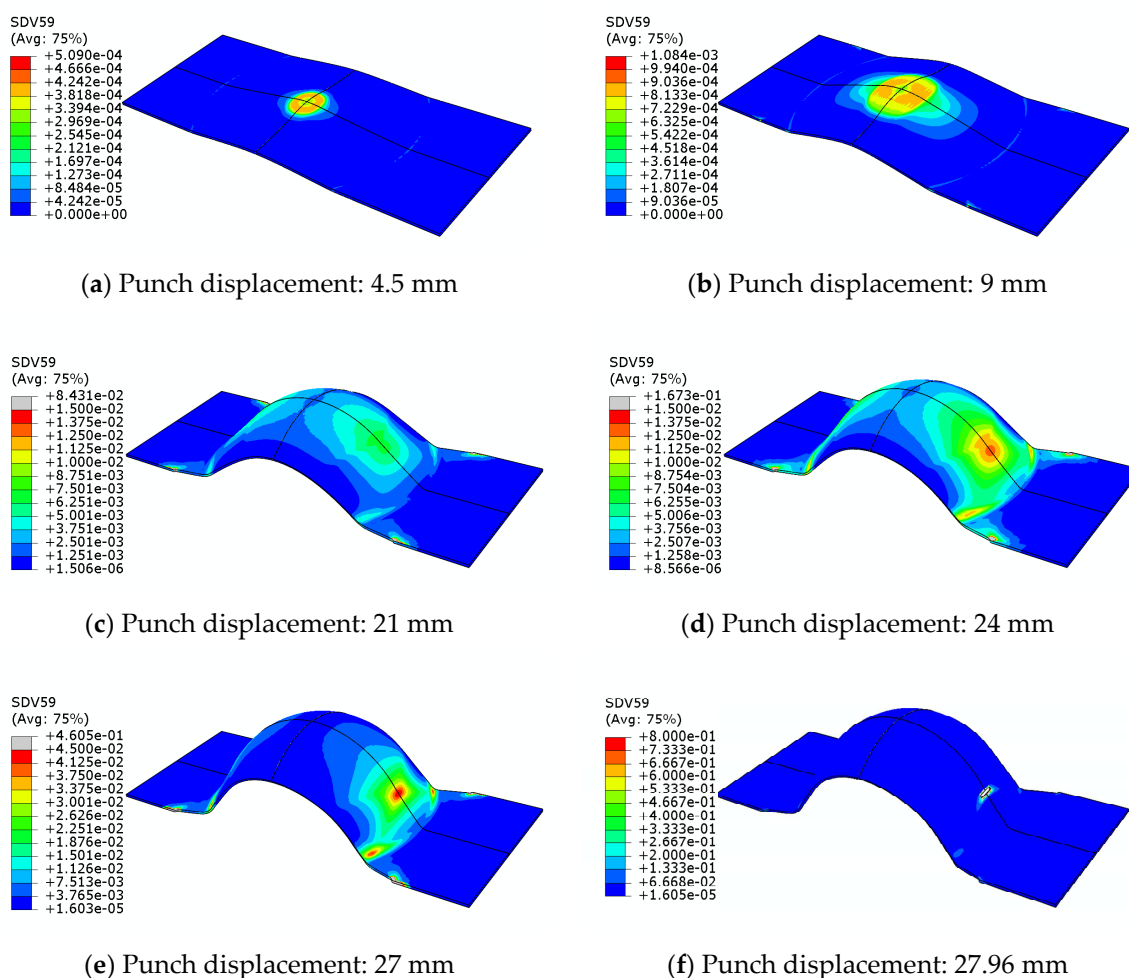 SDV59
(Avg: 75%)
+5.090e-04
+4.666e-04
+4.242e-04
+3.818e-04
+3.394e-04
+2.969e-04
+2.545e-04
+2.121e-04
+1.697e-04
+1.273e-04
+8.484e-05
+4.242e-05
+0.000e+00
(a) Punch displacement: 4.5 mm
SDV59
(Avg: 75%)
+1.084e-03
+9.940e-04
+9.036e-04
+8.133e-04
+7.229e-04
+6.325e-04
+5.422e-04
+4.518e-04
+3.614e-04
+2.711e-04
+1.807e-04
+9.036e-05
+0.000e+00
(b) Punch displacement: 9 mm
SDV59
(Avg: 75%)
+8.431e-02
+1.500e-02
+1.375e-02
+1.250e-02
+1.125e-02
+1.000e-02
+8.751e-03
+7.501e-03
+6.251e-03
+5.001e-03
+3.751e-03
+2.501e-03
+1.251e-03
+1.506e-06
(c) Punch displacement: 21 mm
SDV59
(Avg: 75%)
+1.673e-01
+1.500e-02
+1.375e-02
+1.250e-02
+1.125e-02
+1.000e-02
+8.754e-03
+7.504e-03
+6.255e-03
+5.006e-03
+3.756e-03
+2.507e-03
+1.258e-03
+8.566e-06
(d) Punch displacement: 24 mm
SDV59
(Avg: 75%)
+4.605e-01
+4.500e-02
+4.125e-02
+3.750e-02
+3.375e-02
+3.001e-02
+2.626e-02
+2.251e-02
+1.876e-02
+1.501e-02
+1.126e-02
+7.513e-03
+3.765e-03
+1.603e-05
(e) Punch displacement: 27 mm
SDV59
(Avg: 75%)
+8.000e-01
+7.333e-01
+6.667e-01
+6.000e-01
+5.333e-01
+4.667e-01
+4.000e-01
+3.333e-01
+2.667e-01
+2.000e-01
+1.333e-01
+6.668e-02
+1.605e-05
(f) Punch displacement: 27.96 mm